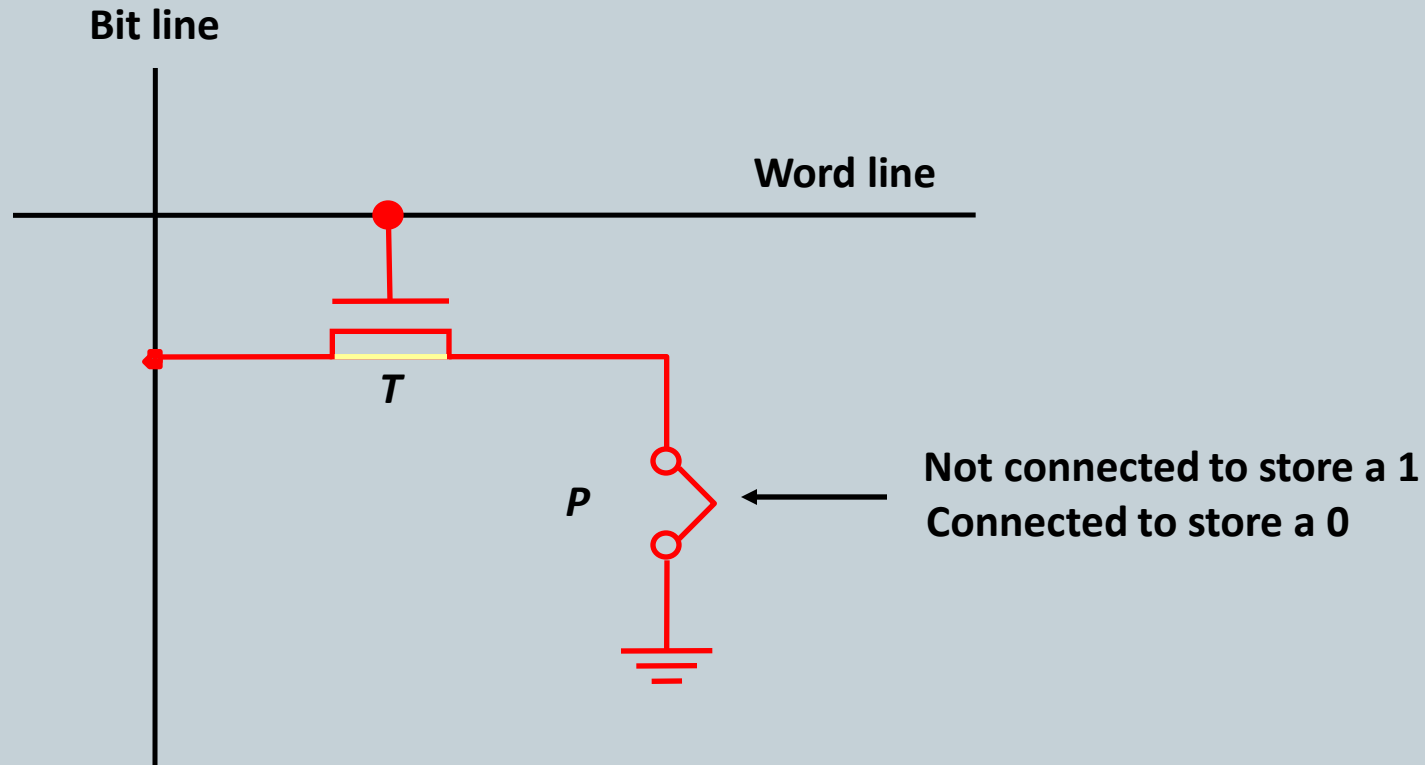 Bit line
Word line
T
P
Not connected to store a 1
Connected to store a 0